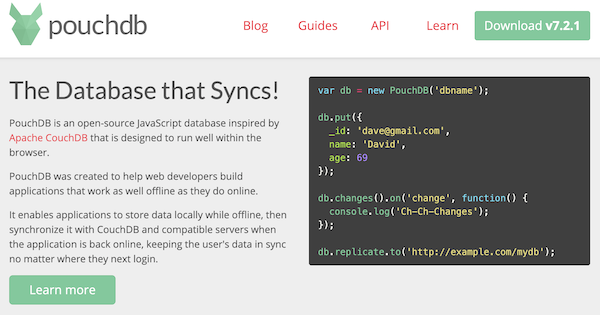 pouchdb
Blog
Guides
API
Learn
Download v7.2.1
The Database that Syncs!
PouchDB is an open-source JavaScript database inspired by
Apache CouchDB that is designed to run well within the
browser.
PouchDB was created to help web developers build
applications that work as well offline as they do online.
It enables applications to store data locally while offline, then
synchronize it with CouchDB and compatible servers when
the application is back online, keeping the user's data in sync
no matter where they next login.
Learn more
var db = new PouchDB('dbname');
db.put({
  _id: 'dave@gmail.com',
  name: 'David',
  age: 69
});
db.changes().on('change', function() {
  console.log('Ch-Ch-Changes');
});
db.replicate.to('http://example.com/mydb');